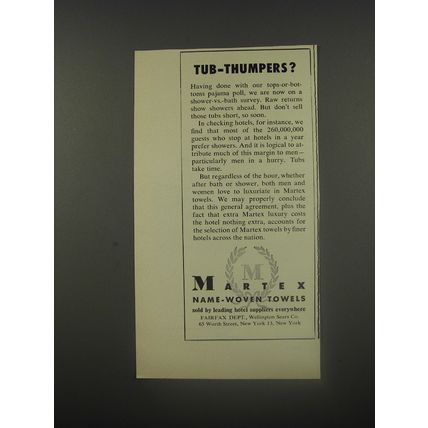 TUB-THUMPERS?
Having done with our tops-or-bot-
toms pajama poll, we are now on a
shower-vs.-bath survey. Raw returns
show showers ahead. But don't sell
those tubs short, so soon.
In checking hotels, for instance, we
find that most of the 260,000,000
guests who stop at hotels in a year
prefer showers. And it is logical to at-
tribute much of this margin to men—
particularly men in a hurry. Tubs
take time.
But regardless of the hour, whether
after bath or shower, both men and
women love to luxuriate in Martex
towels. We may properly conclude
that this general agreement, plus the
fact that extra Martex luxury costs
the hotel nothing extra, accounts for
the selection of Martex towels by finer
hotels across the nation.
M
MARTEX
NAME-WOVEN TOWELS
sold by leading hotel suppliers everywhere
FAIRFAX DEPT., Wellington Sears Co.
65 Worth Street, New York 13, New York